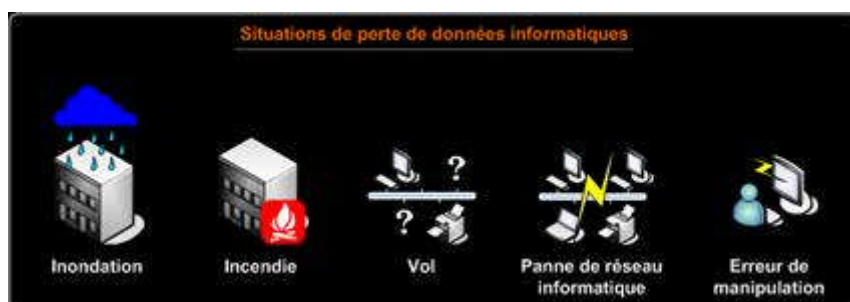 Situations de perte de données informatiques
?
?
Inondation
Incendie
Vol
Panne de réseau
informatique
Erreur de
manipulation